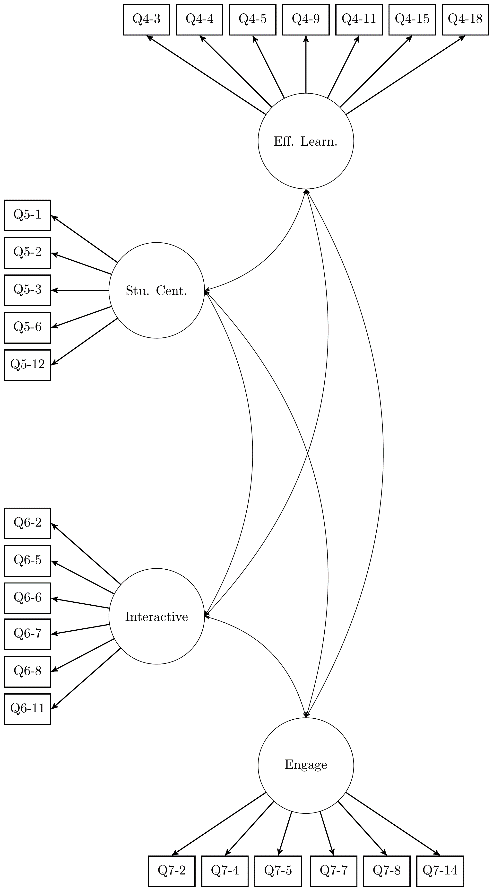 Q4-3 Q4-4 Q4-5 Q4-9 Q4-11 Q4-15 Q4-18
Eff. Learn.
Q5-1
Q5-2
Q5-3
Q5-6
Q5-12
Stu. Cent.
Q6-2
Q6-5
Q6-6
Q6-7
Q6-8
Q6-11
Interactive
Engage
Q7-2 Q7-4 Q7-5 Q7-7 Q7-8 Q7-14